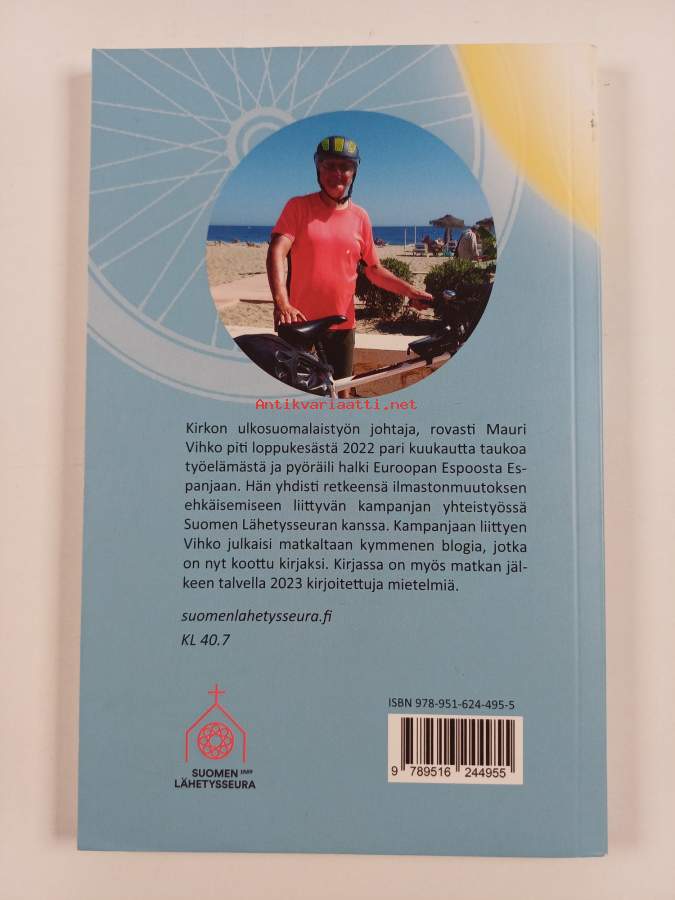 Antikvariaatti.net
Kirkon ulkosuomalaistyön johtaja, rovasti Mauri
Vihko piti loppukesästä 2022 pari kuukautta taukoa
työelämästä ja pyöräili halki Euroopan Espoosta Es-
panjaan. Hän yhdisti retkeensä ilmastonmuutoksen
ehkäisemiseen liittyvän kampanjan yhteistyössä
Suomen Lähetysseuran kanssa. Kampanjaan liittyen
Vihko julkaisi matkaltaan kymmenen blogia, jotka
on nyt koottu kirjaksi. Kirjassa on myös matkan jäl-
keen talvella 2023 kirjoitettuja mietelmiä.
suomenlahetysseura.fi
KL 40.7
ISBN 978-951-624-495-5
9 789516 244955
SUOMEN 1859
LÄHETYSSEURA